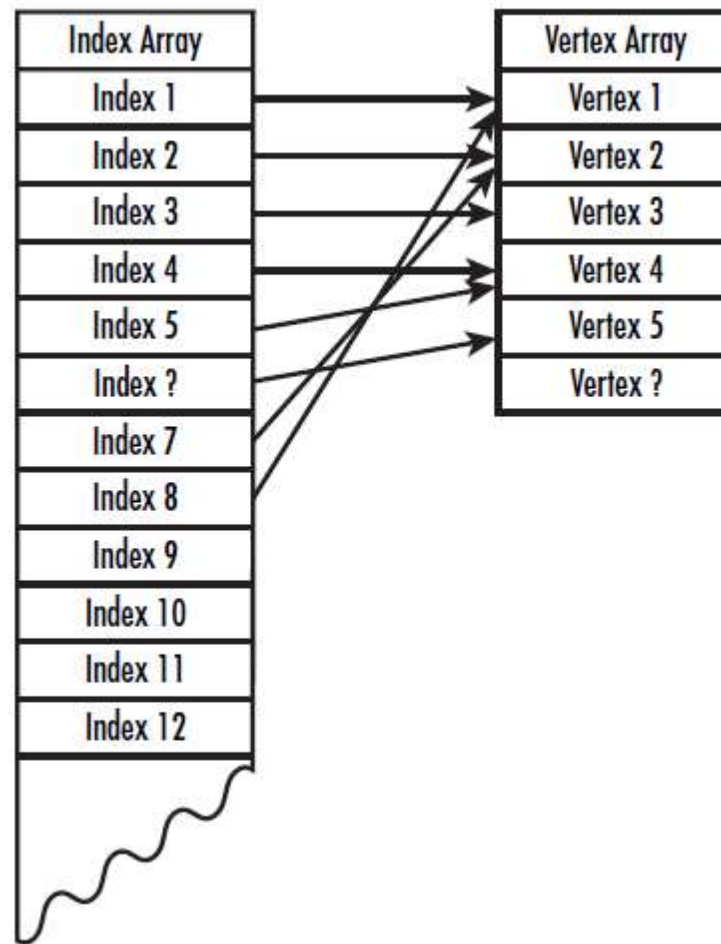 Index Array
Index 1
Index 2
Index 3
Index 4
Index 5
Index ?
Index 7
Index 8
Index 9
Index 10
Index 11
Index 12
Vertex Array
Vertex 1
Vertex 2
Vertex 3
Vertex 4
Vertex 5
Vertex ?